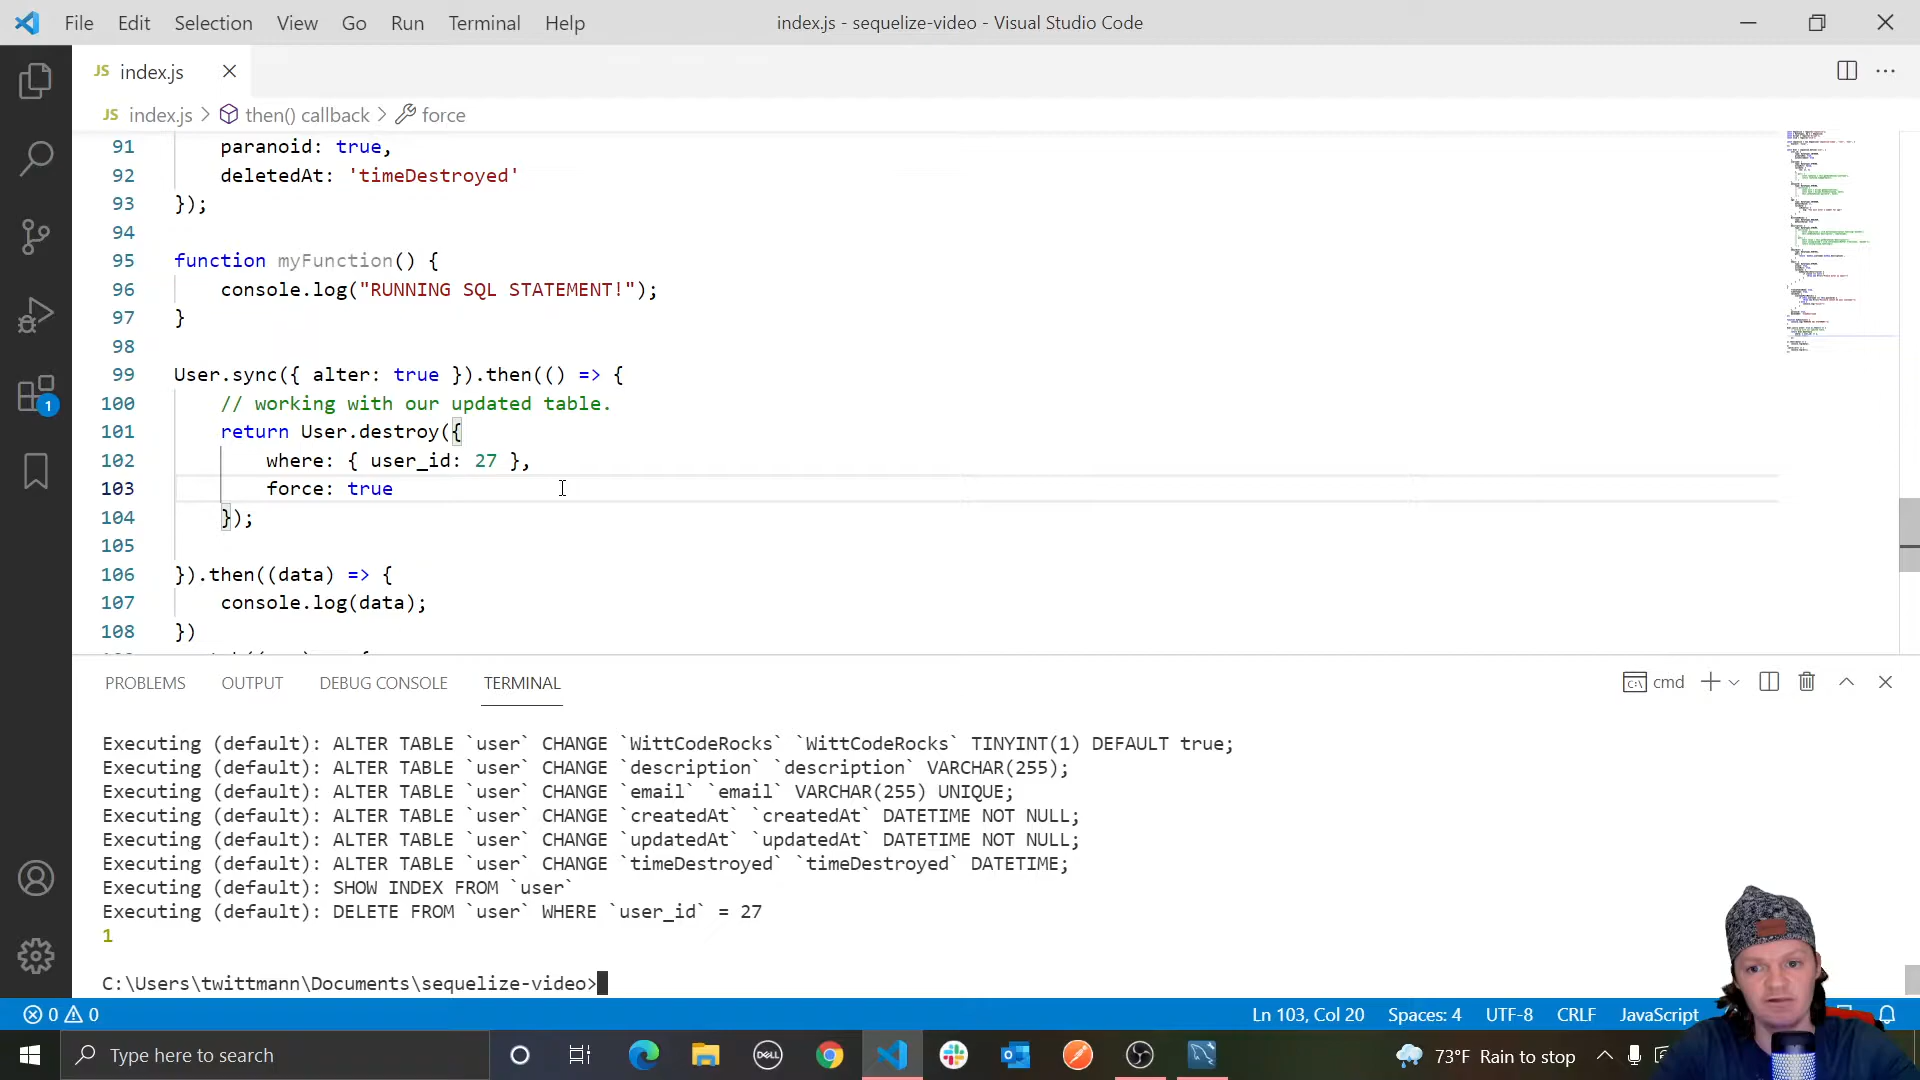 File Edit Selection View Go Run Terminal Help index.js - sequelize-video - Visual Studio Code
JS index.js
JS index.js > then() callback > force
91 paranoid: true,
92 deletedAt: 'timeDestroyed'
93 });
94
95 function myFunction() {
96 console.log("RUNNING SQL STATEMENT!");
97 }
98
99 User.sync({ alter: true }).then(() => {
100 // working with our updated table.
101 return User.destroy({
102 where: { user_id: 27 },
103 force: true
104 });
105
106 }).then((data) => {
107 console.log(data);
108 })
PROBLEMS OUTPUT DEBUG CONSOLE TERMINAL cmd
Executing (default): ALTER TABLE `user` CHANGE `WittCodeRocks` `WittCodeRocks` TINYINT(1) DEFAULT true;
Executing (default): ALTER TABLE `user` CHANGE `description` `description` VARCHAR(255);
Executing (default): ALTER TABLE `user` CHANGE `email` `email` VARCHAR(255) UNIQUE;
Executing (default): ALTER TABLE `user` CHANGE `createdAt` `createdAt` DATETIME NOT NULL;
Executing (default): ALTER TABLE `user` CHANGE `updatedAt` `updatedAt` DATETIME NOT NULL;
Executing (default): ALTER TABLE `user` CHANGE `timeDestroyed` `timeDestroyed` DATETIME;
Executing (default): SHOW INDEX FROM `user`
Executing (default): DELETE FROM `user` WHERE `user_id` = 27
1
C:\Users\twittmann\Documents\sequelize-video>
0 0 Ln 103, Col 20 Spaces: 4 UTF-8 CRLF JavaScript
Type here to search DELL 73°F Rain to stop
1